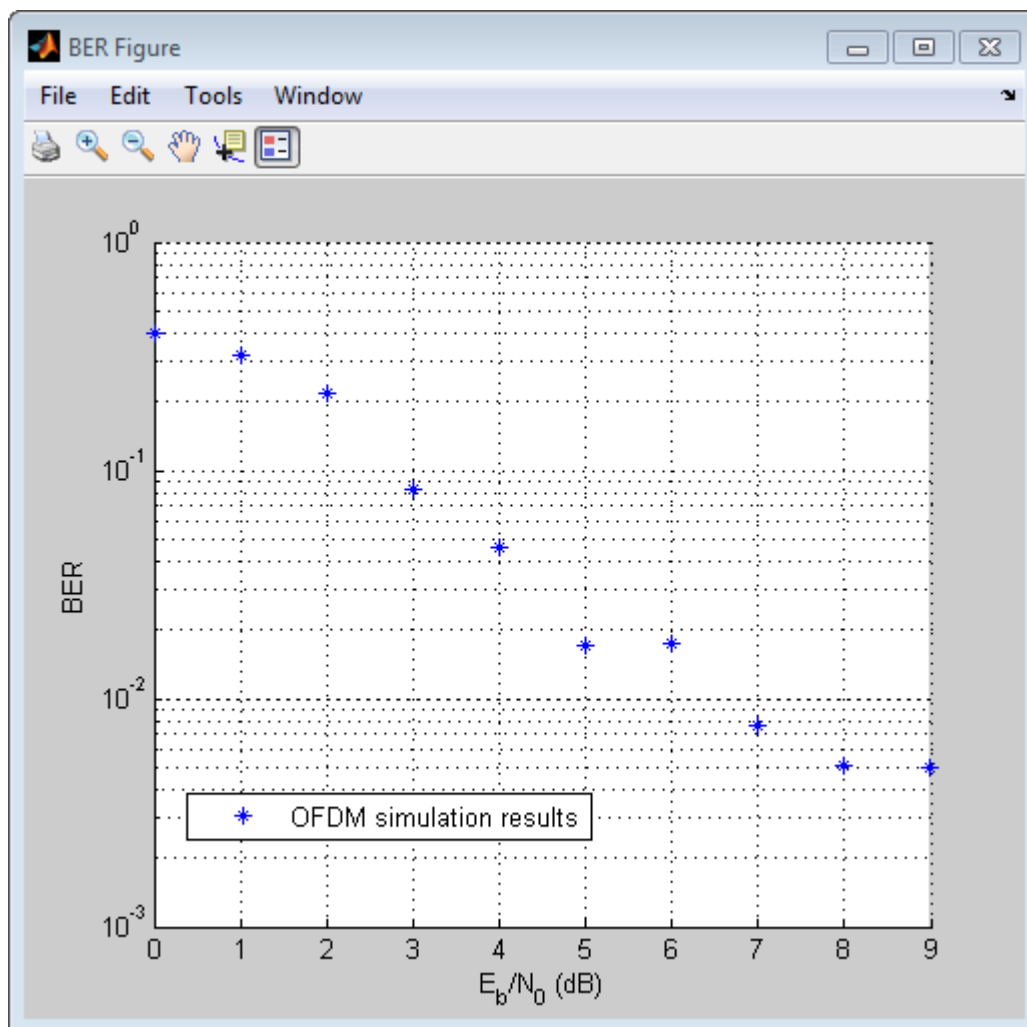 BER Figure
File Edit Tools Window
10^0
10^-1
10^-2
10^-3
BER
OFDM simulation results
0 1 2 3 4 5 6 7 8 9
E_b/N_0 (dB)